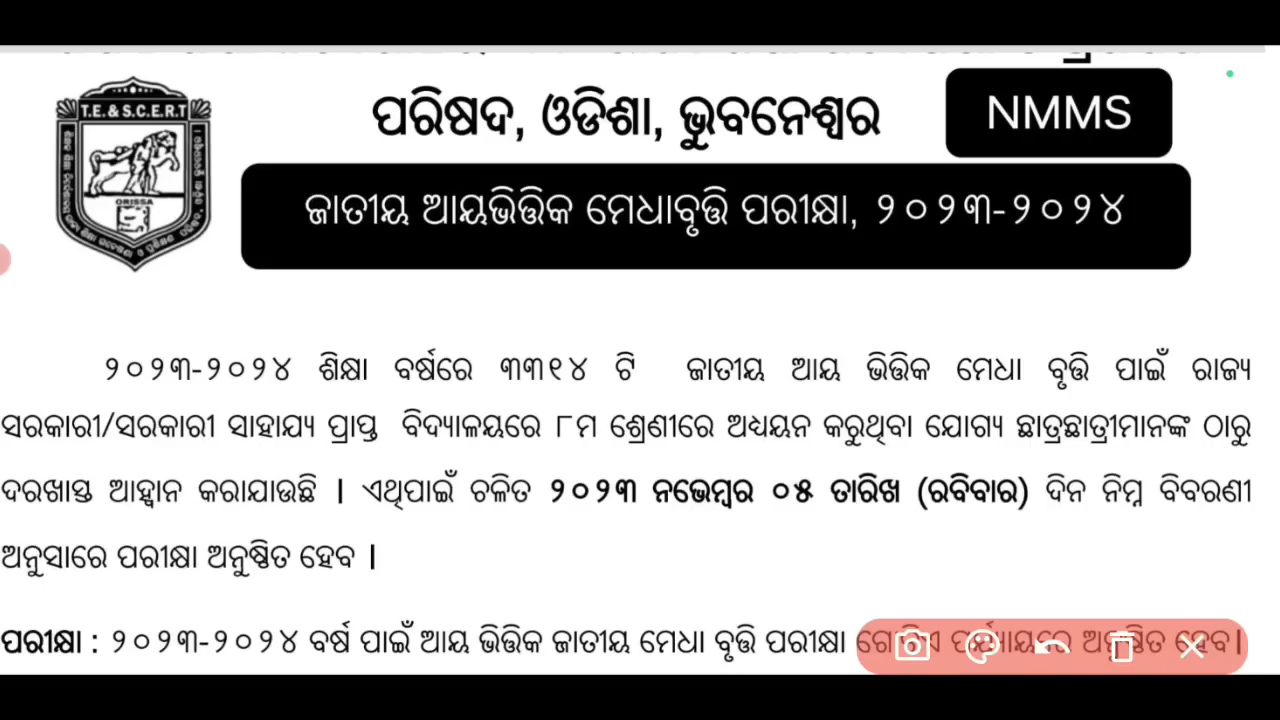 T.E. & S.C.E.R.T
ORISSA
ପରିଷଦ, ଓଡିଶା, ଭୁବନେଶ୍ୱର
NMMS
ଜାତୀୟ ଆୟଭିତ୍ତିକ ମେଧାବୃତ୍ତି ପରୀକ୍ଷା, ୨୦୨୩-୨୦୨୪
୨୦୨୩-୨୦୨୪ ଶିକ୍ଷା ବର୍ଷରେ ୩୩୧୪ ଟି ଜାତୀୟ ଆୟ ଭିତ୍ତିକ ମେଧା ବୃତ୍ତି ପାଇଁ ରାଜ୍ୟ
ସରକାରୀ/ସରକାରୀ ସାହାଯ୍ୟ ପ୍ରାପ୍ତ ବିଦ୍ୟାଳୟରେ ୮ମ ଶ୍ରେଣୀରେ ଅଧ୍ୟୟନ କରୁଥିବା ଯୋଗ୍ୟ ଛାତ୍ରଛାତ୍ରୀମାନଙ୍କ ଠାରୁ
ଦରଖାସ୍ତ ଆହ୍ୱାନ କରାଯାଉଛି । ଏଥିପାଇଁ ଚଳିତ ୨୦୨୩ ନଭେମ୍ବର ୦୫ ତାରିଖ (ରବିବାର) ଦିନ ନିମ୍ନ ବିବରଣୀ
ଅନୁସାରେ ପରୀକ୍ଷା ଅନୁଷ୍ଠିତ ହେବ ।
ପରୀକ୍ଷା : ୨୦୨୩-୨୦୨୪ ବର୍ଷ ପାଇଁ ଆୟ ଭିତ୍ତିକ ଜାତୀୟ ମେଧା ବୃତ୍ତି ପରୀକ୍ଷା ଅନୁଷ୍ଠିତ ହେବ।